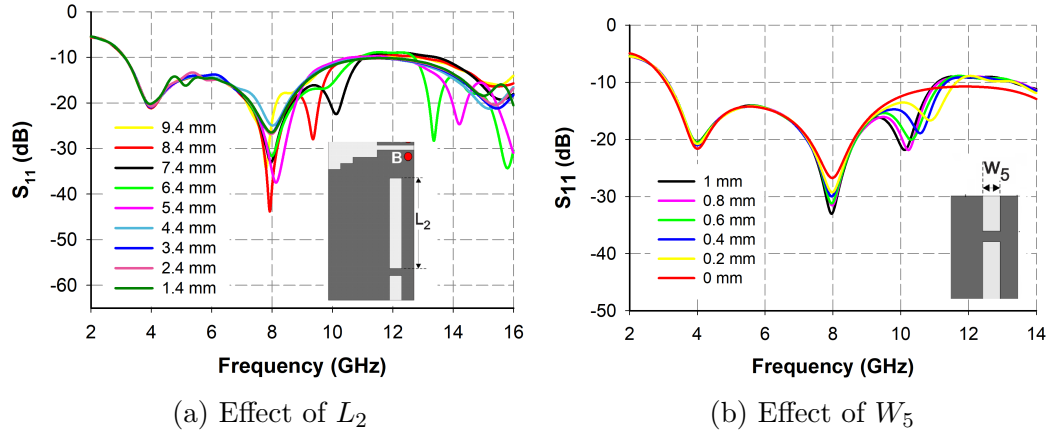 0
-10
-20
-30
-40
-50
-60
S11 (dB)
9.4 mm
8.4 mm
7.4 mm
6.4 mm
5.4 mm
4.4 mm
3.4 mm
2.4 mm
1.4 mm
B
L2
2 4 6 8 10 12 14 16
Frequency (GHz)
(a) Effect of L2
0
-10
-20
-30
-40
-50
S11 (dB)
1 mm
0.8 mm
0.6 mm
0.4 mm
0.2 mm
0 mm
W5
2 4 6 8 10 12 14
Frequency (GHz)
(b) Effect of W5